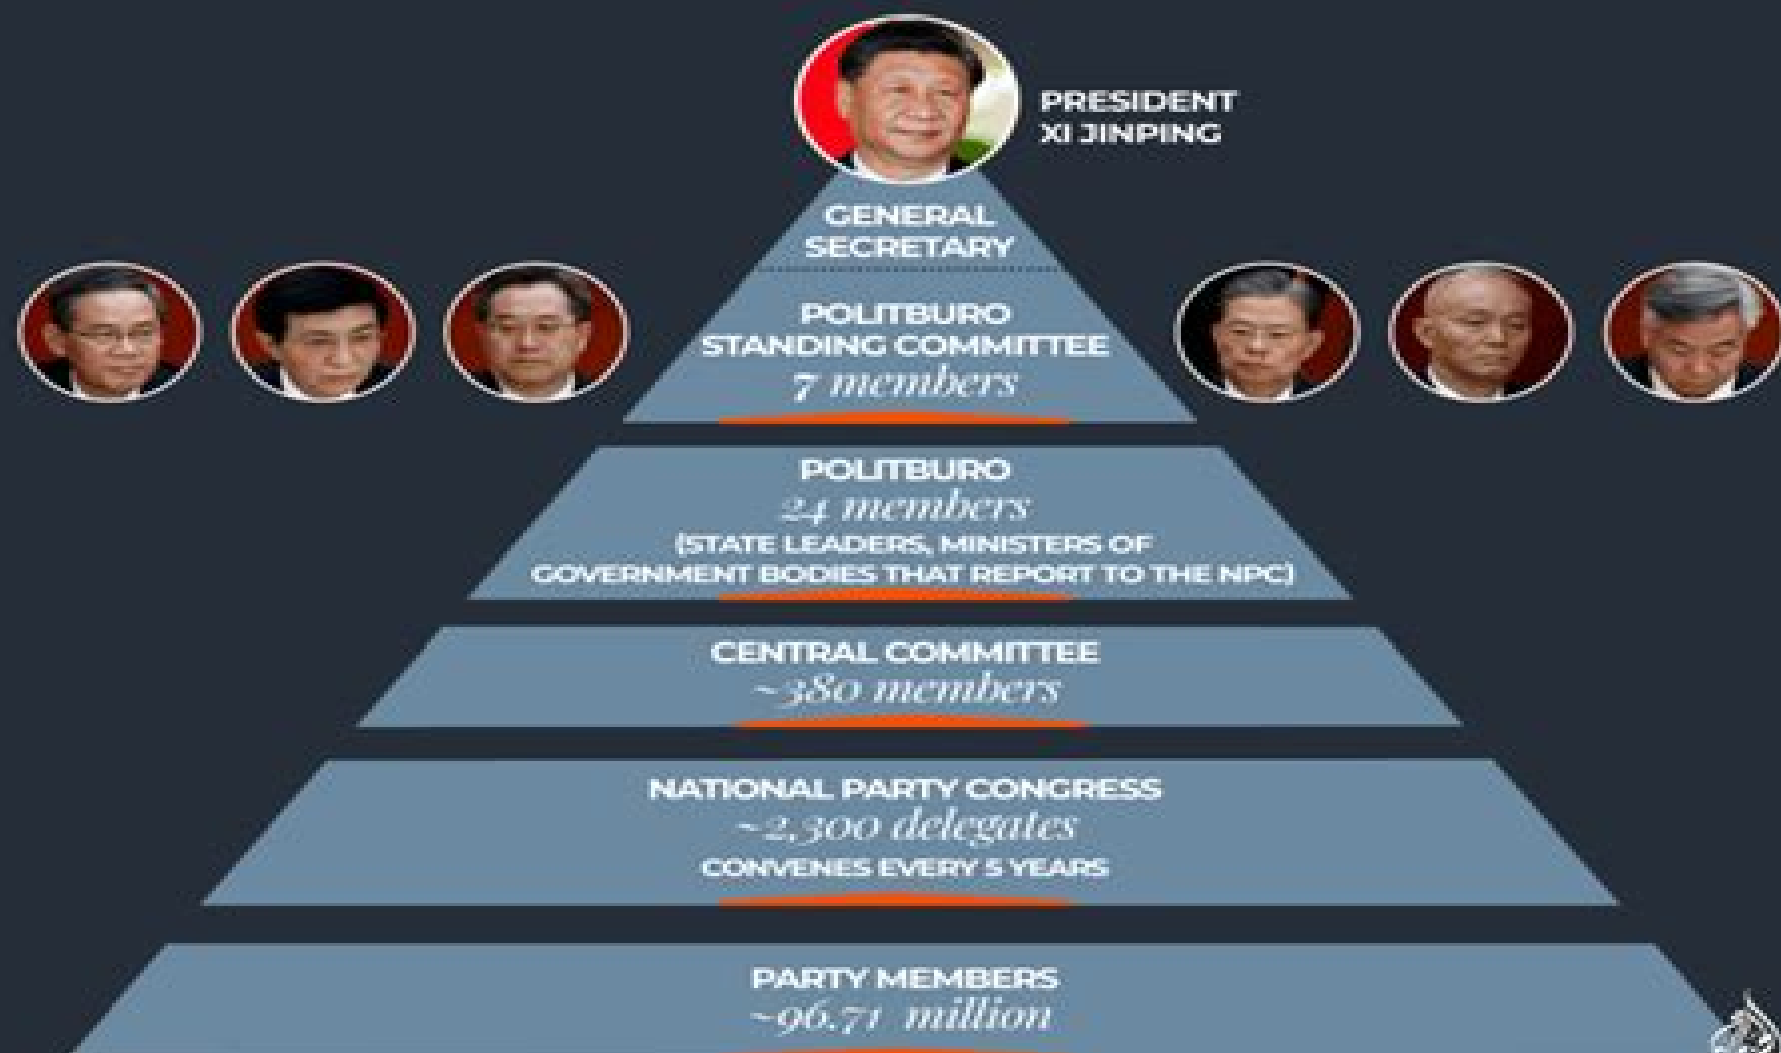 PRESIDENT
XI JINPING
GENERAL
SECRETARY
POLITBURO
STANDING COMMITTEE
7 members
POLITBURO
24 members
(STATE LEADERS, MINISTERS OF
GOVERNMENT BODIES THAT REPORT TO THE NPC)
CENTRAL COMMITTEE
~380 members
NATIONAL PARTY CONGRESS
~2,300 delegates
CONVENES EVERY 5 YEARS
PARTY MEMBERS
~96.71 million